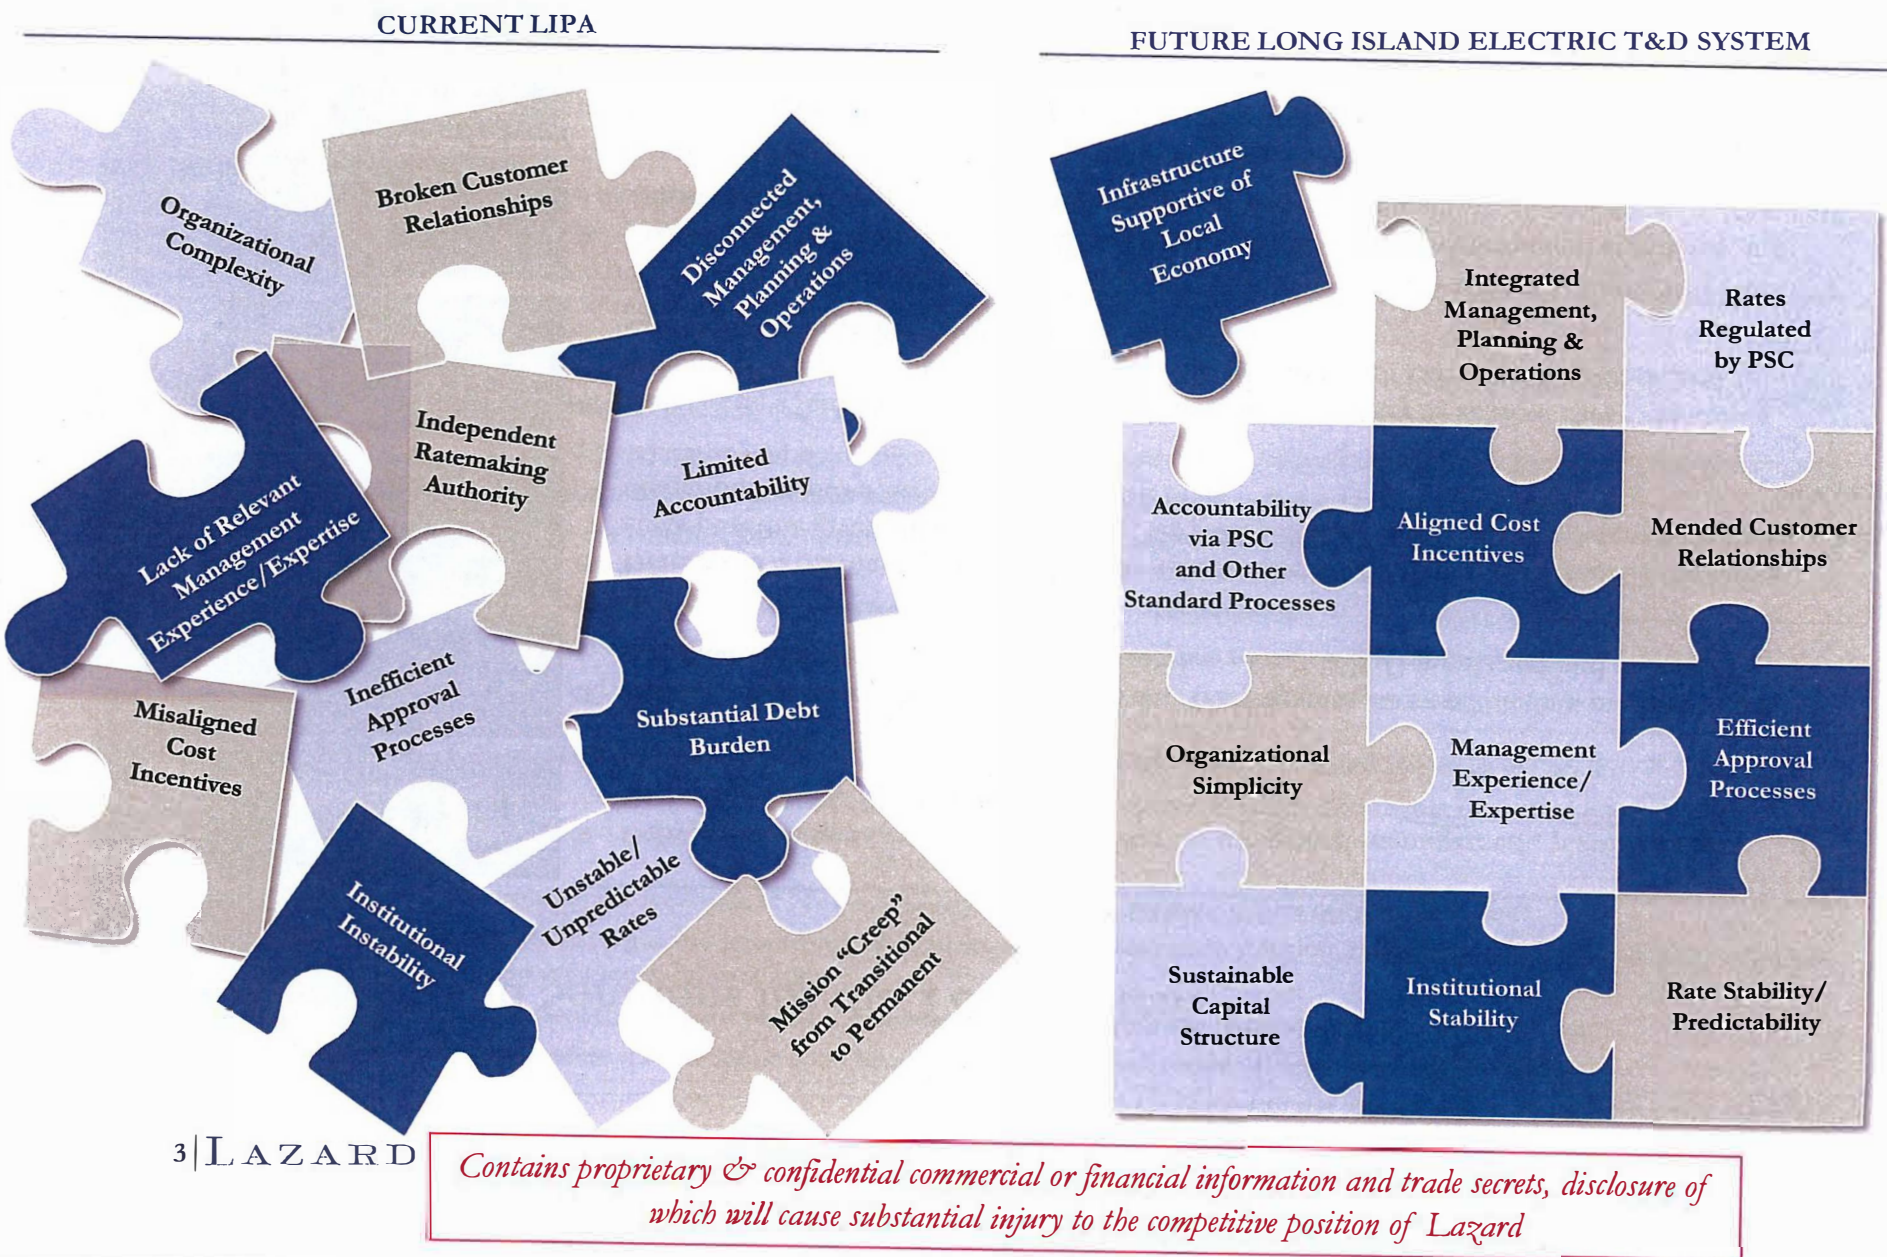 CURRENT LIPA
Organizational
Complexity
Broken Customer
Relationships
Disconnected
Management,
Planning &
Operations
Lack of Relevant
Management
Experience/Expertise
Independent
Ratemaking
Authority
Limited
Accountability
Misaligned
Cost
Incentives
Inefficient
Approval
Processes
Substantial Debt
Burden
Institutional
Instability
Unstable/
Unpredictable
Rates
Mission “Creep”
from Transitional
to Permanent
FUTURE LONG ISLAND ELECTRIC T&D SYSTEM
Infrastructure
Supportive of
Local
Economy
Integrated
Management,
Planning &
Operations
Rates
Regulated
by PSC
Accountability
via PSC
and Other
Standard Processes
Aligned Cost
Incentives
Mended Customer
Relationships
Organizational
Simplicity
Management
Experience/
Expertise
Efficient
Approval
Processes
Sustainable
Capital
Structure
Institutional
Stability
Rate Stability/
Predictability
3 | LAZARD
Contains proprietary & confidential commercial or financial information and trade secrets, disclosure of
which will cause substantial injury to the competitive position of Lazard